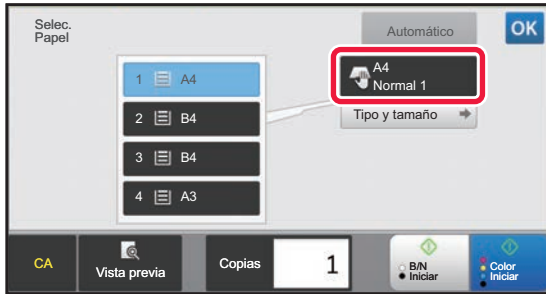 Selec.
Papel
Automático
OK
1 A4
A4
Normal 1
2 B4
Tipo y tamaño
3 B4
4 A3
CA
Vista previa
Copias
1
B/N
Iniciar
Color
Iniciar